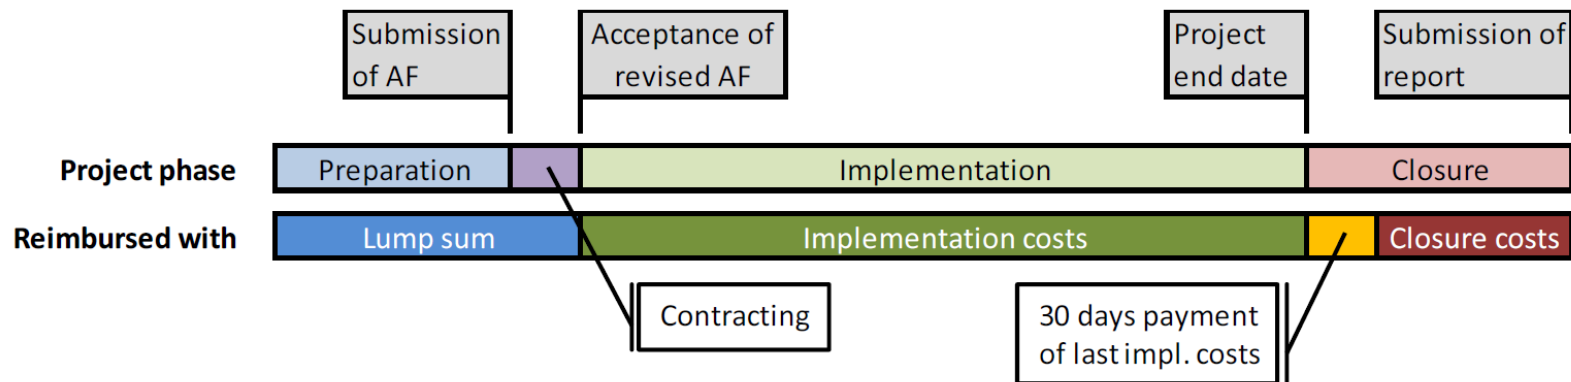 Submission
of AF
Acceptance of
revised AF
Project
end date
Submission of
report
Project phase
Preparation
Implementation
Closure
Reimbursed with
Lump sum
Implementation costs
Closure costs
Contracting
30 days payment
of last impl. costs